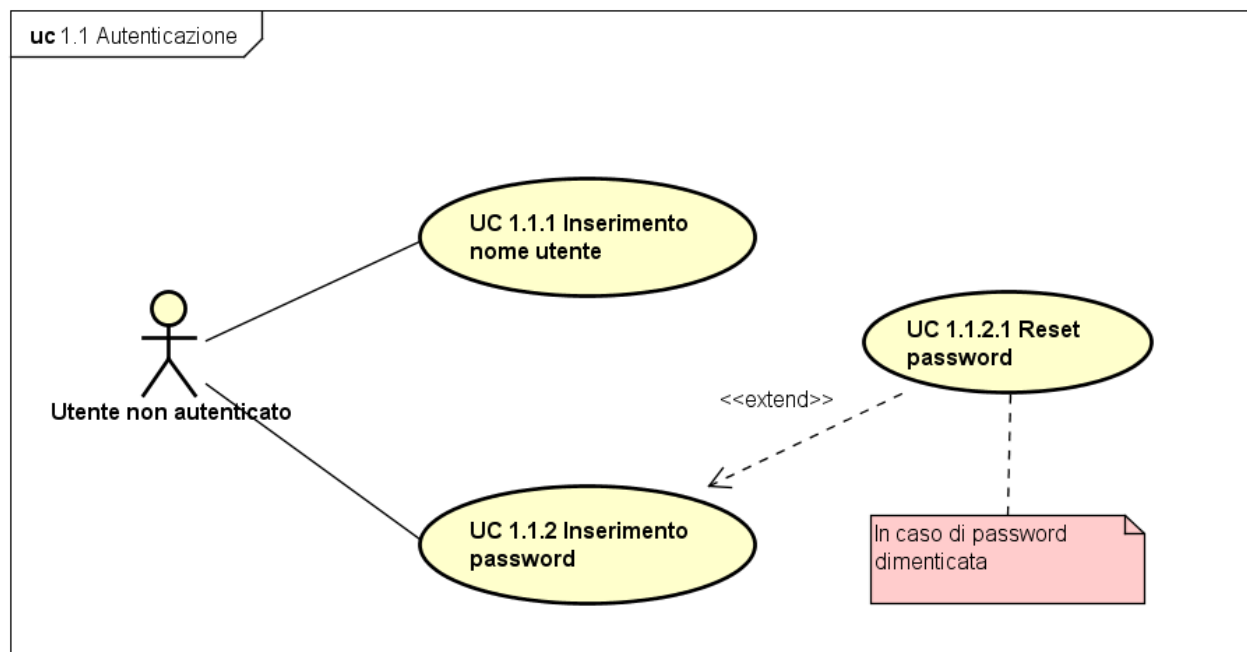 uc 1.1 Autenticazione
UC 1.1.1 Inserimento
nome utente
UC 1.1.2.1 Reset
password
<<extend>>
Utente non autenticato
UC 1.1.2 Inserimento
password
In caso di password
dimenticata